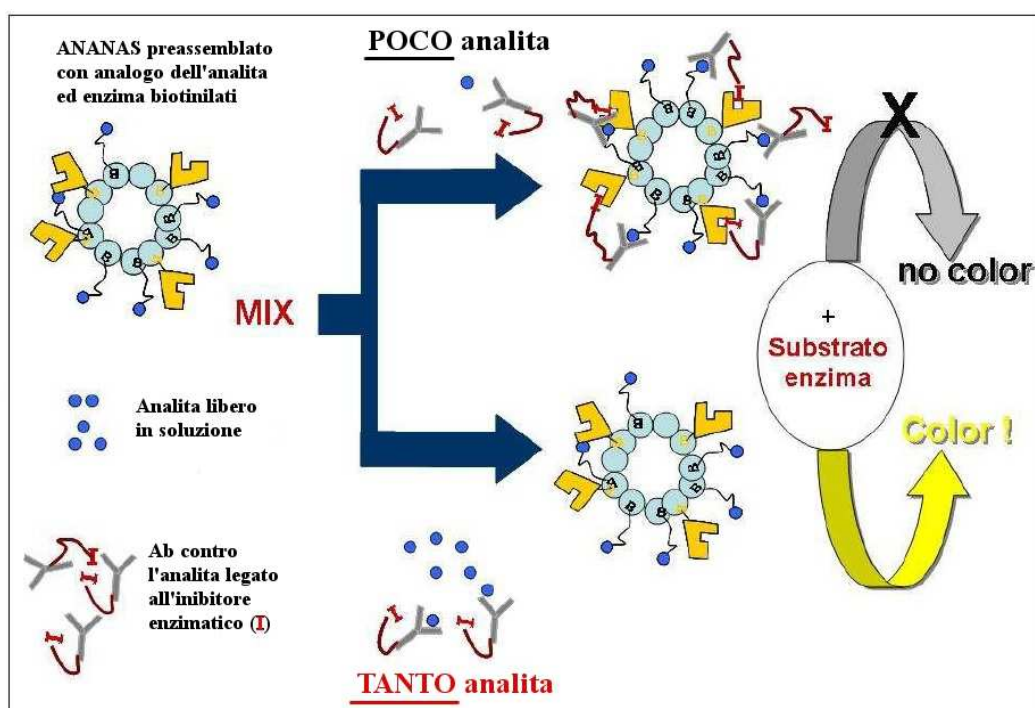 ANANAS preassemblato
con analogo dell'analita
ed enzima biotinilati
POCO analita
MIX
Analita libero
in soluzione
Ab contro
l'analita legato
all'inibitore
enzimatico (I)
TANTO analita
X
no color
+
Substrato
enzima
Color !
B
B
B
B
B
B
I
I
I
I
I
I
I
I
I
I